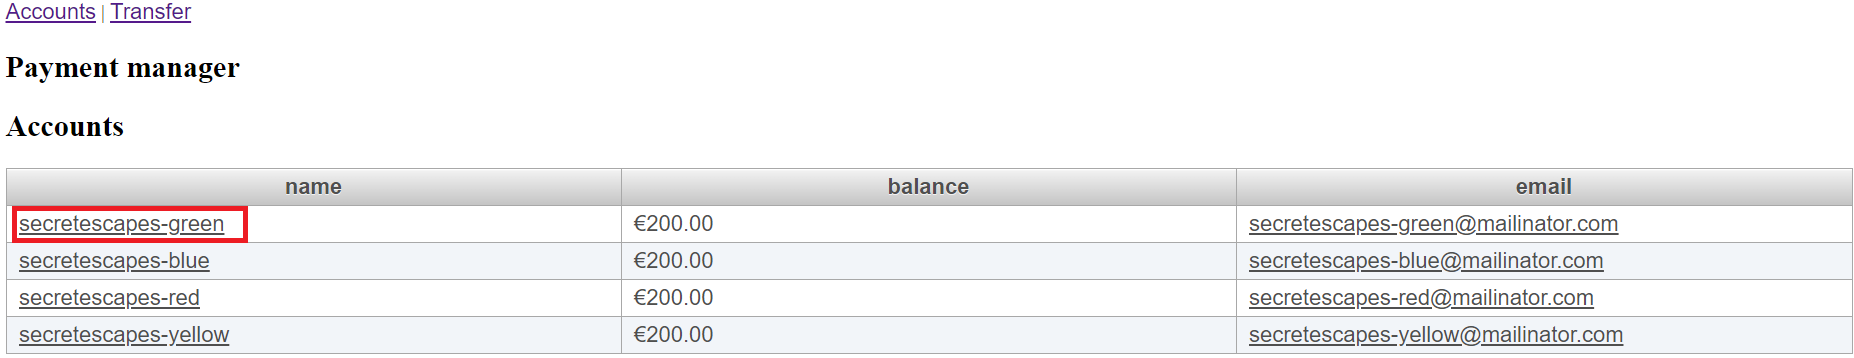 Accounts | Transfer
Payment manager
Accounts
name balance email
secretescapes-green €200.00 secretescapes-green@mailinator.com
secretescapes-blue €200.00 secretescapes-blue@mailinator.com
secretescapes-red €200.00 secretescapes-red@mailinator.com
secretescapes-yellow €200.00 secretescapes-yellow@mailinator.com